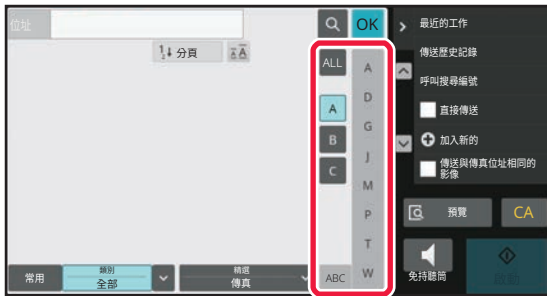 位址
OK
1 2 分頁
ALL
A
B
C
ABC
A
D
G
J
M
P
T
W
常用
類別
全部
精選
傳真
最近的工作
傳送歷史記錄
呼叫搜尋編號
直接傳送
加入新的
傳送與傳真位址相同的
影像
預覽
CA
免持聽筒
啟動